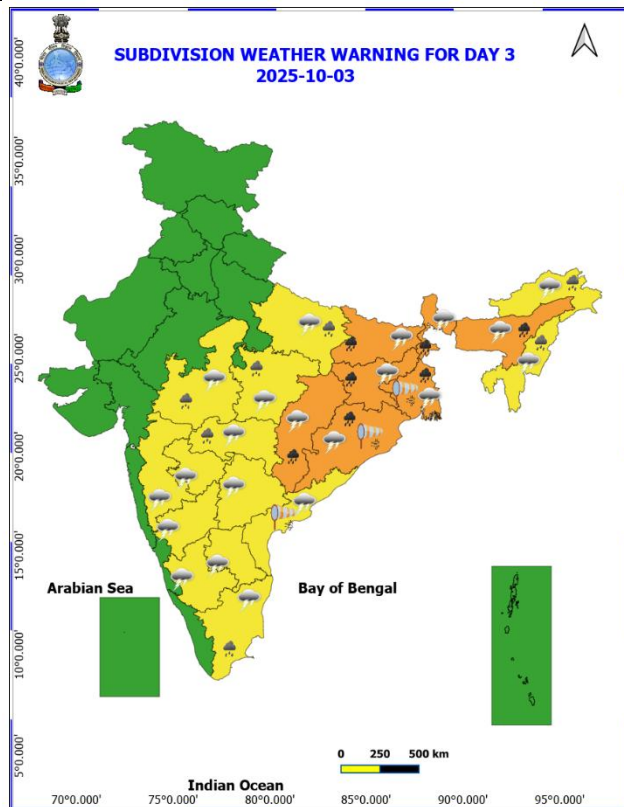 SUBDIVISION WEATHER WARNING FOR DAY 3
2025-10-03
40°0.000'
35°0.000'
30°0.000'
25°0.000'
20°0.000'
15°0.000'
10°0.000'
5°0.000'
Arabian Sea
Bay of Bengal
0 250 500 km
Indian Ocean
70°0.000' 75°0.000' 80°0.000' 85°0.000' 90°0.000' 95°0.000'